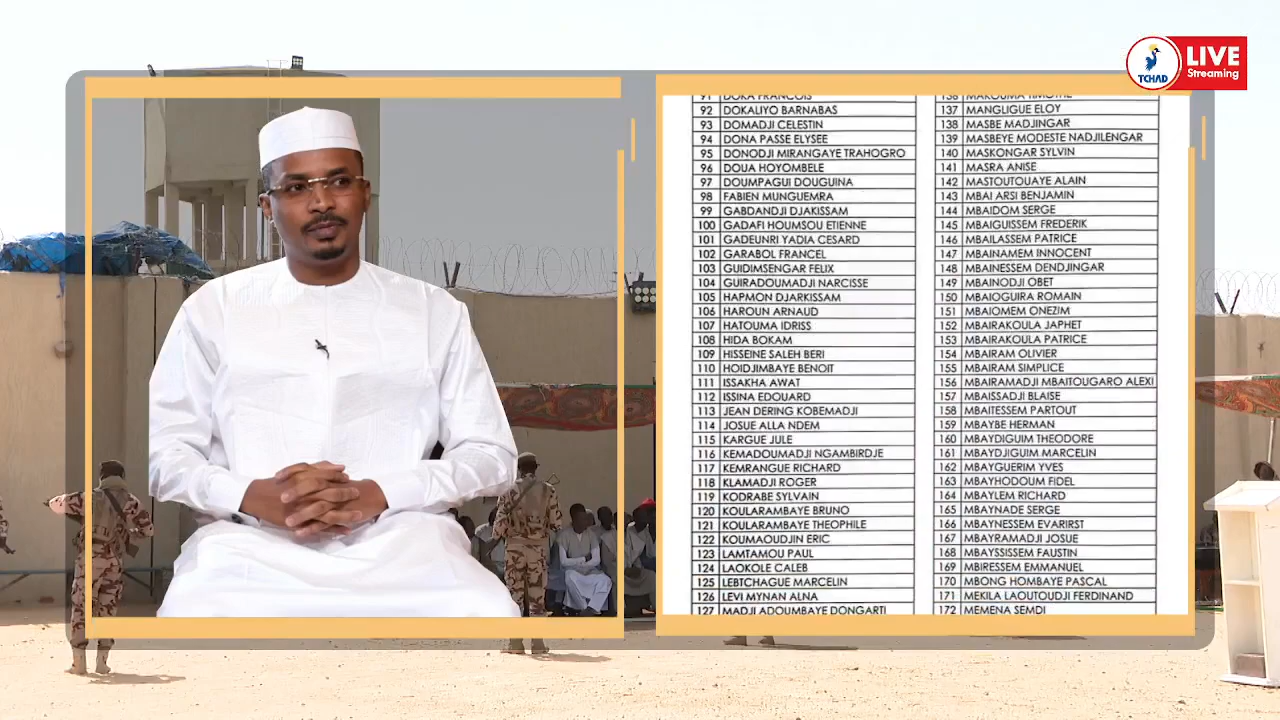 LIVE
Streaming
TCHAD
91 DOKA FRANCOIS
92 DOKALIYO BARNABAS
93 DOMADJI CELESTIN
94 DONA PASSE ELYSEE
95 DONODJI MIRANGAYE TRAHOGRO
96 DOUA HOYOMBELE
97 DOUMPAGUI DOUGUINA
98 FABIEN MUNGUEMRA
99 GABDANDJI DJAKISSAM
100 GADAFI HOUMSOU ETIENNE
101 GADEUNRI YADIA CESARD
102 GARABOL FRANCEL
103 GUIDIMSENGAR FELIX
104 GUIRADOUMADJI NARCISSE
105 HAPMON DJARKISSAM
106 HAROUN ARNAUD
107 HATOUMA IDRISS
108 HIDA BOKAM
109 HISSEINE SALEH BERI
110 HOIDJIMBAYE BENOIT
111 ISSAKHA AWAT
112 ISSINA EDOUARD
113 JEAN DERING KOBEMADJI
114 JOSUE ALLA NDEM
115 KARGUE JULE
116 KEMADOUMADJI NGAMBIRDJE
117 KEMRANGUE RICHARD
118 KLAMADJI ROGER
119 KODRABE SYLVAIN
120 KOULARAMBAYE BRUNO
121 KOULARAMBAYE THEOPHILE
122 KOUMAOUDJIN ERIC
123 LAMTAMOU PAUL
124 LAOKOLE CALEB
125 LEBTCHAGUE MARCELIN
126 LEVI MYNAN ALNA
127 MADJI ADOUMBAYE DONGARTI
136 MAKOUMA TIMOTHE
137 MANGLIGUE ELOY
138 MASBE MADJINGAR
139 MASBEYE MODESTE NADJILENGAR
140 MASKONGAR SYLVIN
141 MASRA ANISE
142 MASTOUTOUAYE ALAIN
143 MBAI ARSI BENJAMIN
144 MBAIDOM SERGE
145 MBAIGUISSEM FREDERIK
146 MBAILASSEM PATRICE
147 MBAINAMEM INNOCENT
148 MBAINESSEM DENDJINGAR
149 MBAINODJI OBET
150 MBAIOGUIRA ROMAIN
151 MBAIOMEM ONEZIM
152 MBAIRAKOULA JAPHET
153 MBAIRAKOULA PATRICE
154 MBAIRAM OLIVIER
155 MBAIRAM SIMPLICE
156 MBAIRAMADJI MBAITOUGARO ALEXI
157 MBAISSADJI BLAISE
158 MBAITESSEM PARTOUT
159 MBAYBE HERMAN
160 MBAYDIGUIM THEODORE
161 MBAYDJIGUIM MARCELIN
162 MBAYGUERIM YVES
163 MBAYHODOUM FIDEL
164 MBAYLEM RICHARD
165 MBAYNADE SERGE
166 MBAYNESSEM EVARIRST
167 MBAYRAMADJI JOSUE
168 MBAYSSISSEM FAUSTIN
169 MBIRESSEM EMMANUEL
170 MBONG HOMBAYE PASCAL
171 MEKILA LAOUTOUDJI FERDINAND
172 MEMENA SEMDI